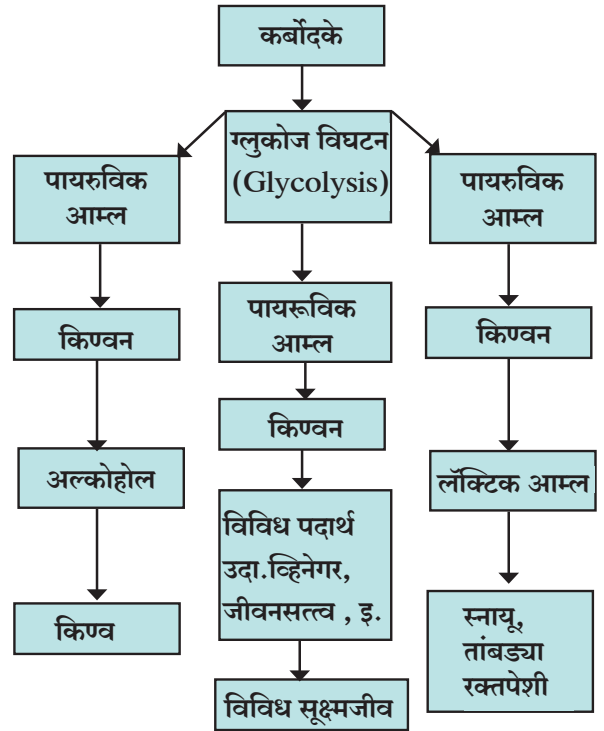 कर्बोदके
ग्लुकोज विघटन
(Glycolysis)
पायरुविक
आम्ल
किण्वन
अल्कोहोल
किण्व
पायरूविक
आम्ल
किण्वन
विविध पदार्थ
उदा.व्हिनेगर,
जीवनसत्त्व , इ.
विविध सूक्ष्मजीव
पायरुविक
आम्ल
किण्वन
लॅक्टिक आम्ल
स्नायू,
तांबड्या
रक्तपेशी